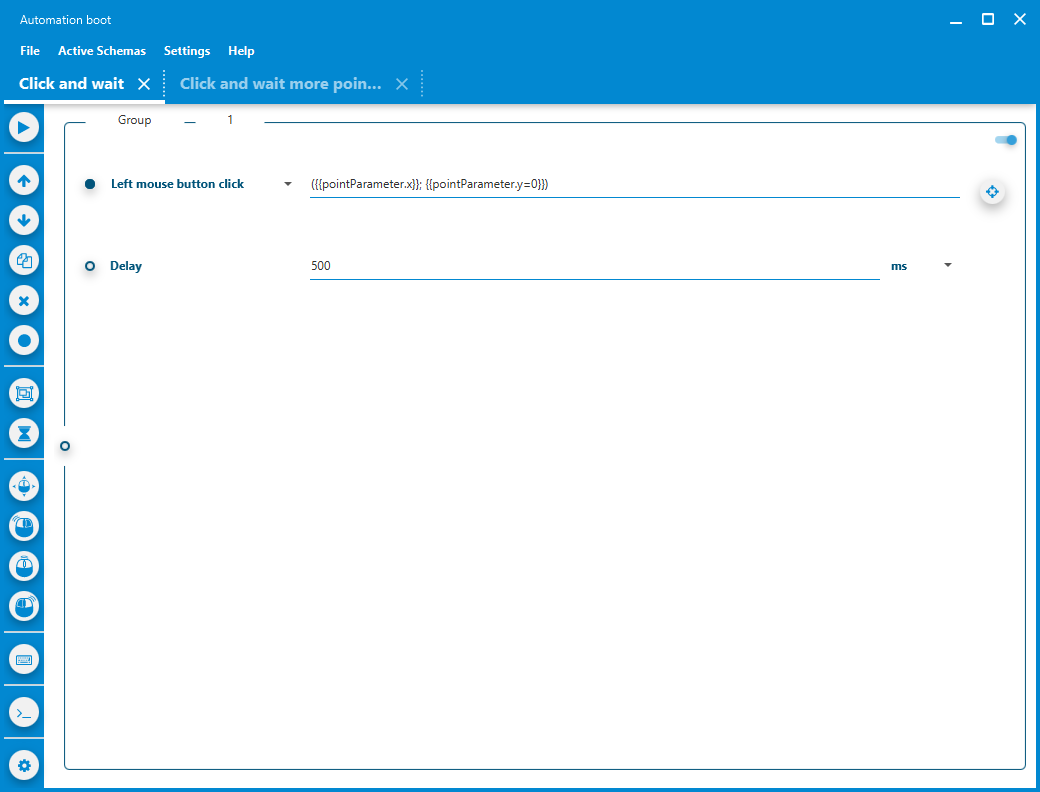 Automation boot
File Active Schemas Settings Help
Click and wait Click and wait more poin...
Group 1
Left mouse button click ({{pointParameter.x}}; {{pointParameter.y=0}})
Delay 500 ms